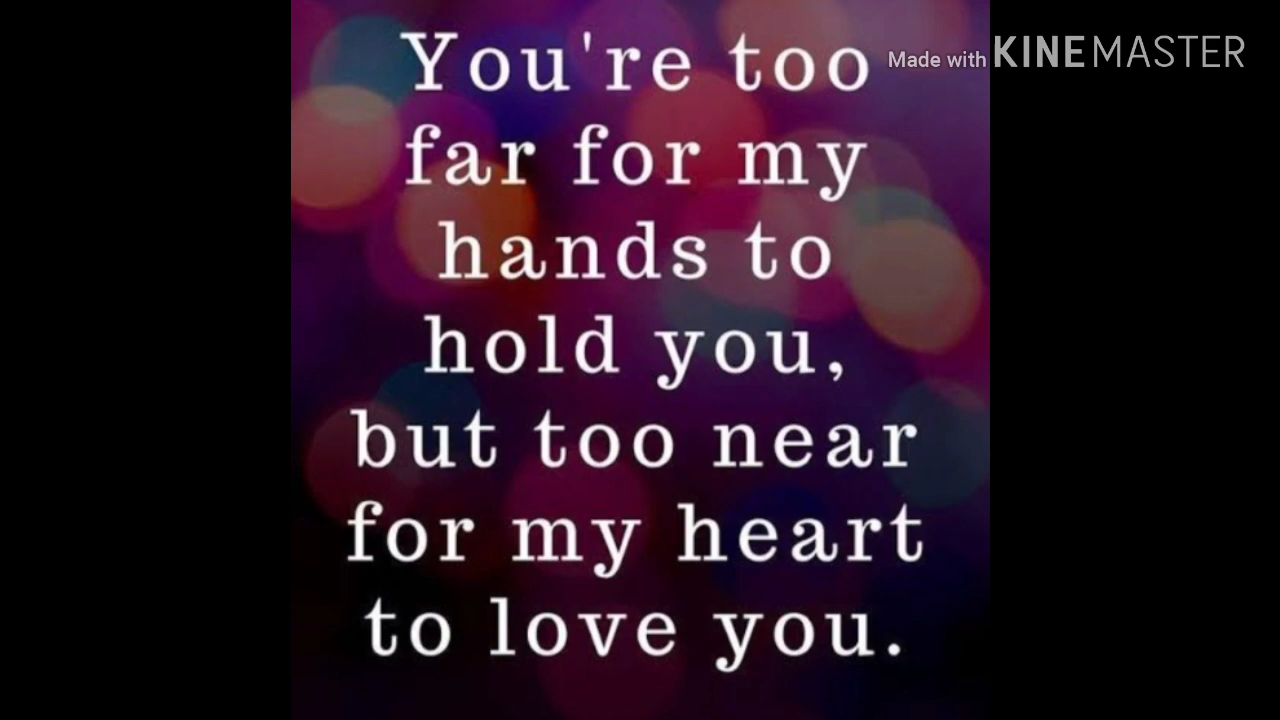 You're too
far for my
hands to
hold you,
but too near
for my heart
to love you.
Made with KINEMASTER